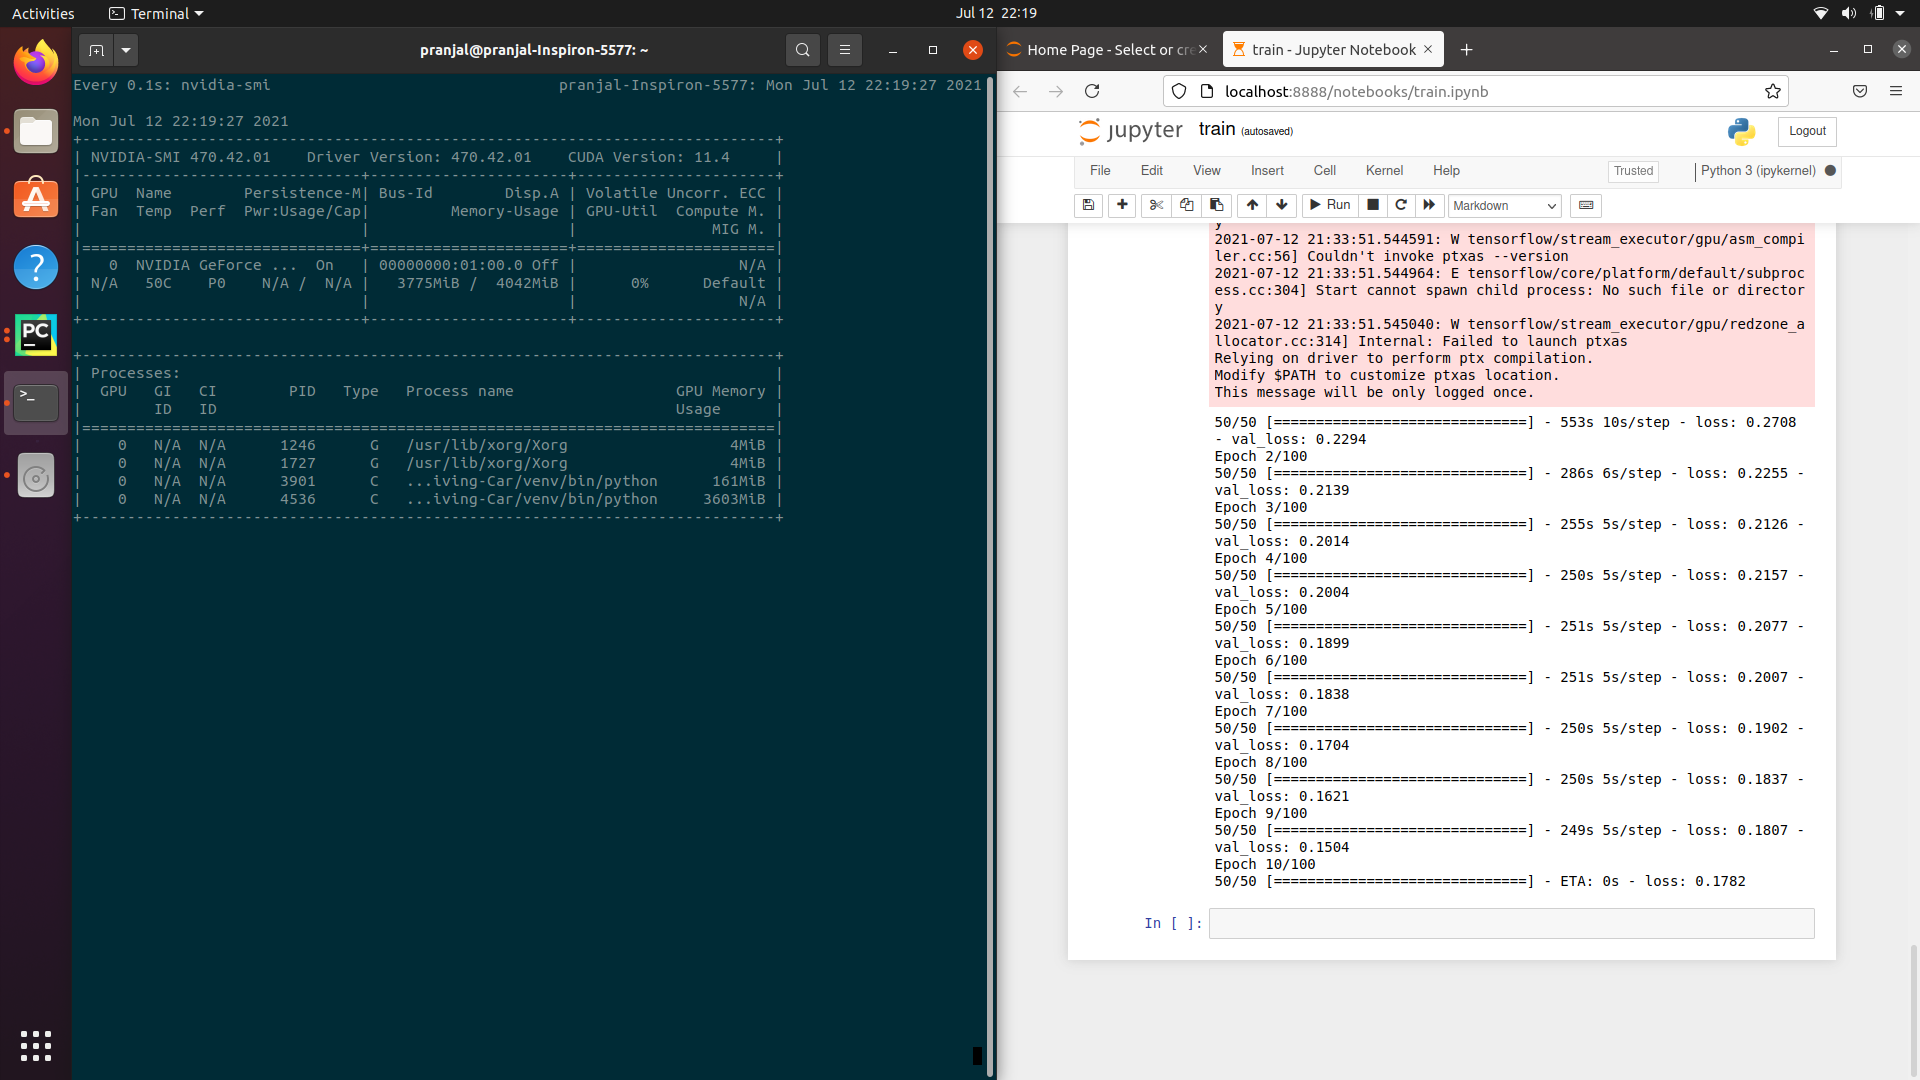 Activities
Terminal
Jul 12 22:19
pranjal@pranjal-Inspiron-5577: ~
Every 0.1s: nvidia-smi                                pranjal-Inspiron-5577: Mon Jul 12 22:19:27 2021
Mon Jul 12 22:19:27 2021
+-----------------------------------------------------------------------------+
| NVIDIA-SMI 470.42.01    Driver Version: 470.42.01    CUDA Version: 11.4     |
|-------------------------------+----------------------+----------------------+
| GPU  Name        Persistence-M| Bus-Id        Disp.A | Volatile Uncorr. ECC |
| Fan  Temp  Perf  Pwr:Usage/Cap|         Memory-Usage | GPU-Util  Compute M. |
|                               |                      |               MIG M. |
|===============================+======================+======================|
|   0  NVIDIA GeForce ...  On   | 00000000:01:00.0 Off |                  N/A |
| N/A   50C    P0    N/A /  N/A |   3775MiB /  4042MiB |      0%      Default |
|                               |                      |                  N/A |
+-------------------------------+----------------------+----------------------+
+-----------------------------------------------------------------------------+
| Processes:                                                                  |
|  GPU   GI   CI        PID   Type   Process name                  GPU Memory |
|        ID   ID                                                   Usage      |
|=============================================================================|
|    0   N/A  N/A      1246      G   /usr/lib/xorg/Xorg                  4MiB |
|    0   N/A  N/A      1727      G   /usr/lib/xorg/Xorg                  4MiB |
|    0   N/A  N/A      3901      C   ...iving-Car/venv/bin/python     161MiB |
|    0   N/A  N/A      4536      C   ...iving-Car/venv/bin/python    3603MiB |
+-----------------------------------------------------------------------------+
PC
>_
Home Page - Select or cre
train - Jupyter Notebook
localhost:8888/notebooks/train.ipynb
jupyter train (autosaved)
Logout
File Edit View Insert Cell Kernel Help
Trusted
Python 3 (ipykernel)
Run
Markdown
y
2021-07-12 21:33:51.544591: W tensorflow/stream_executor/gpu/asm_compi
ler.cc:56] Couldn't invoke ptxas --version
2021-07-12 21:33:51.544964: E tensorflow/core/platform/default/subproc
ess.cc:304] Start cannot spawn child process: No such file or director
y
2021-07-12 21:33:51.545040: W tensorflow/stream_executor/gpu/redzone_a
llocator.cc:314] Internal: Failed to launch ptxas
Relying on driver to perform ptx compilation.
Modify $PATH to customize ptxas location.
This message will be only logged once.
50/50 [==============================] - 553s 10s/step - loss: 0.2708
- val_loss: 0.2294
Epoch 2/100
50/50 [==============================] - 286s 6s/step - loss: 0.2255 -
val_loss: 0.2139
Epoch 3/100
50/50 [==============================] - 255s 5s/step - loss: 0.2126 -
val_loss: 0.2014
Epoch 4/100
50/50 [==============================] - 250s 5s/step - loss: 0.2157 -
val_loss: 0.2004
Epoch 5/100
50/50 [==============================] - 251s 5s/step - loss: 0.2077 -
val_loss: 0.1899
Epoch 6/100
50/50 [==============================] - 251s 5s/step - loss: 0.2007 -
val_loss: 0.1838
Epoch 7/100
50/50 [==============================] - 250s 5s/step - loss: 0.1902 -
val_loss: 0.1704
Epoch 8/100
50/50 [==============================] - 250s 5s/step - loss: 0.1837 -
val_loss: 0.1621
Epoch 9/100
50/50 [==============================] - 249s 5s/step - loss: 0.1807 -
val_loss: 0.1504
Epoch 10/100
50/50 [==============================] - ETA: 0s - loss: 0.1782
In [ ]: